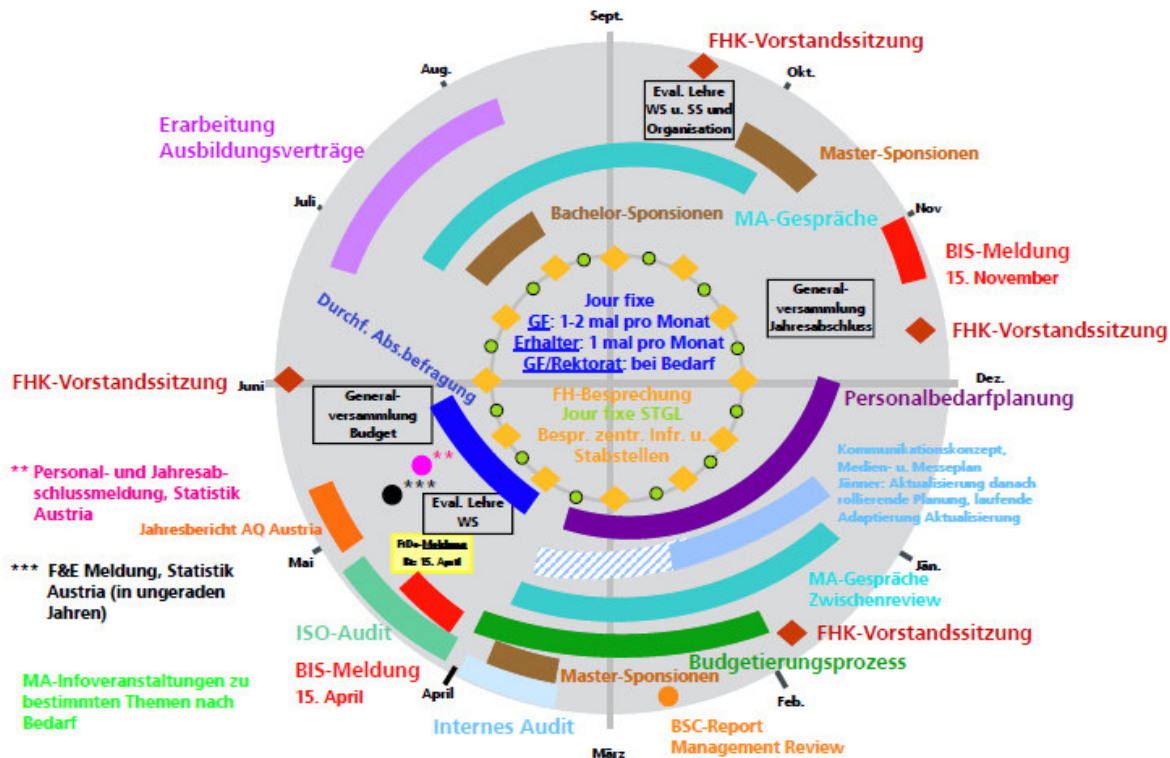 Sept.
FHK-Vorstandssitzung
Okt.
Aug.
Eval. Lehre
WS u. SS und
Organisation
Erarbeitung
Ausbildungsverträge
Master-Sponsionen
Juli
Bachelor-Sponsionen
MA-Gespräche
Nov
BIS-Meldung
15. November
General-
versammlung
Jahresabschluss
Jour fixe
GF: 1-2 mal pro Monat
Erhalter: 1 mal pro Monat
GF/Rektorat: bei Bedarf
FHK-Vorstandssitzung
Durchf. Abs.befragung
FHK-Vorstandssitzung
Juni
Dez.
General-
versammlung
Budget
FH-Besprechung
Jour fixe STGL
Bespr. zentr. Infr. u.
Stabstellen
Personalbedarfplanung
Kommunikationskonzept,
Medien- u. Messeplan
Jänner: Aktualisierung danach
rollierende Planung, laufende
Adaptierung Aktualisierung
**
***
** Personal- und Jahresab-
schlussmeldung, Statistik
Austria
Eval. Lehre
WS
Jahresbericht AQ Austria
Mai
15. April
Jän.
*** F&E Meldung, Statistik
Austria (in ungeraden
Jahren)
MA-Gespräche
Zwischenreview
ISO-Audit
FHK-Vorstandssitzung
Budgetierungsprozess
BIS-Meldung
15. April
Master-Sponsionen
MA-Infoveranstaltungen zu
bestimmten Themen nach
Bedarf
April
Feb.
Internes Audit
BSC-Report
Management Review
März